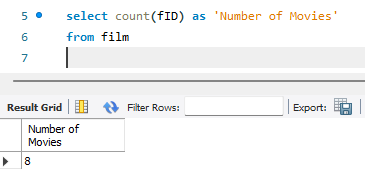 5 select count(fID) as 'Number of Movies'
6 from film
7
Result Grid Filter Rows: Export:
Number of
Movies
8